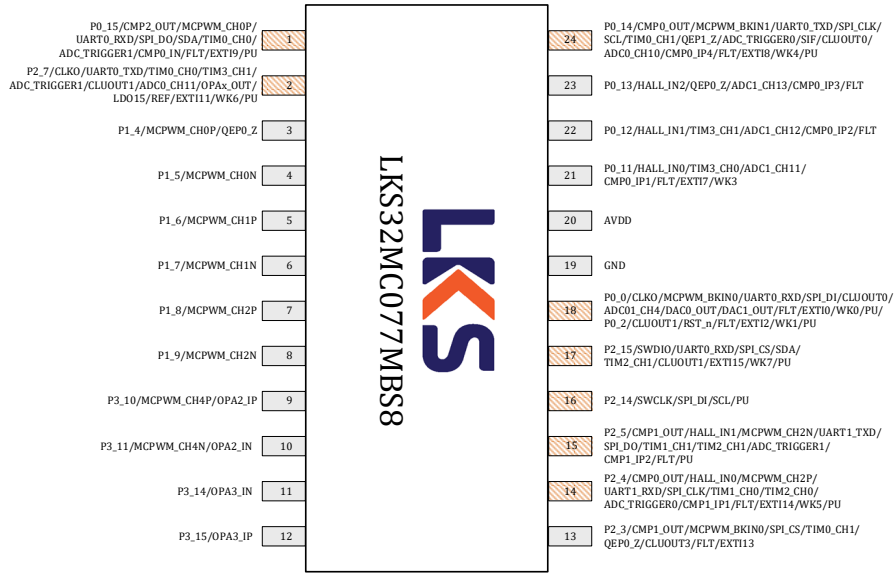 P0_15/CMP2_OUT/MCPWM_CH0P/
UART0_RXD/SPI_DO/SDA/TIM0_CH0/
ADC_TRIGGER1/CMP0_IN/FLT/EXTI9/PU
1
P2_7/CLKO/UART0_TXD/TIM0_CH0/TIM3_CH1/
ADC_TRIGGER1/CLUOUT1/ADC0_CH11/OPAx_OUT/
LDO15/REF/EXTI11/WK6/PU
2
P1_4/MCPWM_CH0P/QEP0_Z
3
P1_5/MCPWM_CH0N
4
P1_6/MCPWM_CH1P
5
P1_7/MCPWM_CH1N
6
P1_8/MCPWM_CH2P
7
P1_9/MCPWM_CH2N
8
P3_10/MCPWM_CH4P/OPA2_IP
9
P3_11/MCPWM_CH4N/OPA2_IN
10
P3_14/OPA3_IN
11
P3_15/OPA3_IP
12
LKS32MC077MBS8
LKS
24
P0_14/CMP0_OUT/MCPWM_BKIN1/UART0_TXD/SPI_CLK/
SCL/TIM0_CH1/QEP1_Z/ADC_TRIGGER0/SIF/CLUOUT0/
ADC0_CH10/CMP0_IP4/FLT/EXTI8/WK4/PU
23
P0_13/HALL_IN2/QEP0_Z/ADC1_CH13/CMP0_IP3/FLT
22
P0_12/HALL_IN1/TIM3_CH1/ADC1_CH12/CMP0_IP2/FLT
21
P0_11/HALL_IN0/TIM3_CH0/ADC1_CH11/
CMP0_IP1/FLT/EXTI7/WK3
20
AVDD
19
GND
18
P0_0/CLKO/MCPWM_BKIN0/UART0_RXD/SPI_DI/CLUOUT0/
ADC01_CH4/DAC0_OUT/DAC1_OUT/FLT/EXTI0/WK0/PU/
P0_2/CLUOUT1/RST_n/FLT/EXTI2/WK1/PU
17
P2_15/SWDIO/UART0_RXD/SPI_CS/SDA/
TIM2_CH1/CLUOUT1/EXTI15/WK7/PU
16
P2_14/SWCLK/SPI_DI/SCL/PU
15
P2_5/CMP1_OUT/HALL_IN1/MCPWM_CH2N/UART1_TXD/
SPI_DO/TIM1_CH1/TIM2_CH1/ADC_TRIGGER1/
CMP1_IP2/FLT/PU
14
P2_4/CMP0_OUT/HALL_IN0/MCPWM_CH2P/
UART1_RXD/SPI_CLK/TIM1_CH0/TIM2_CH0/
ADC_TRIGGER0/CMP1_IP1/FLT/EXTI14/WK5/PU
13
P2_3/CMP1_OUT/MCPWM_BKIN0/SPI_CS/TIM0_CH1/
QEP0_Z/CLUOUT3/FLT/EXTI13